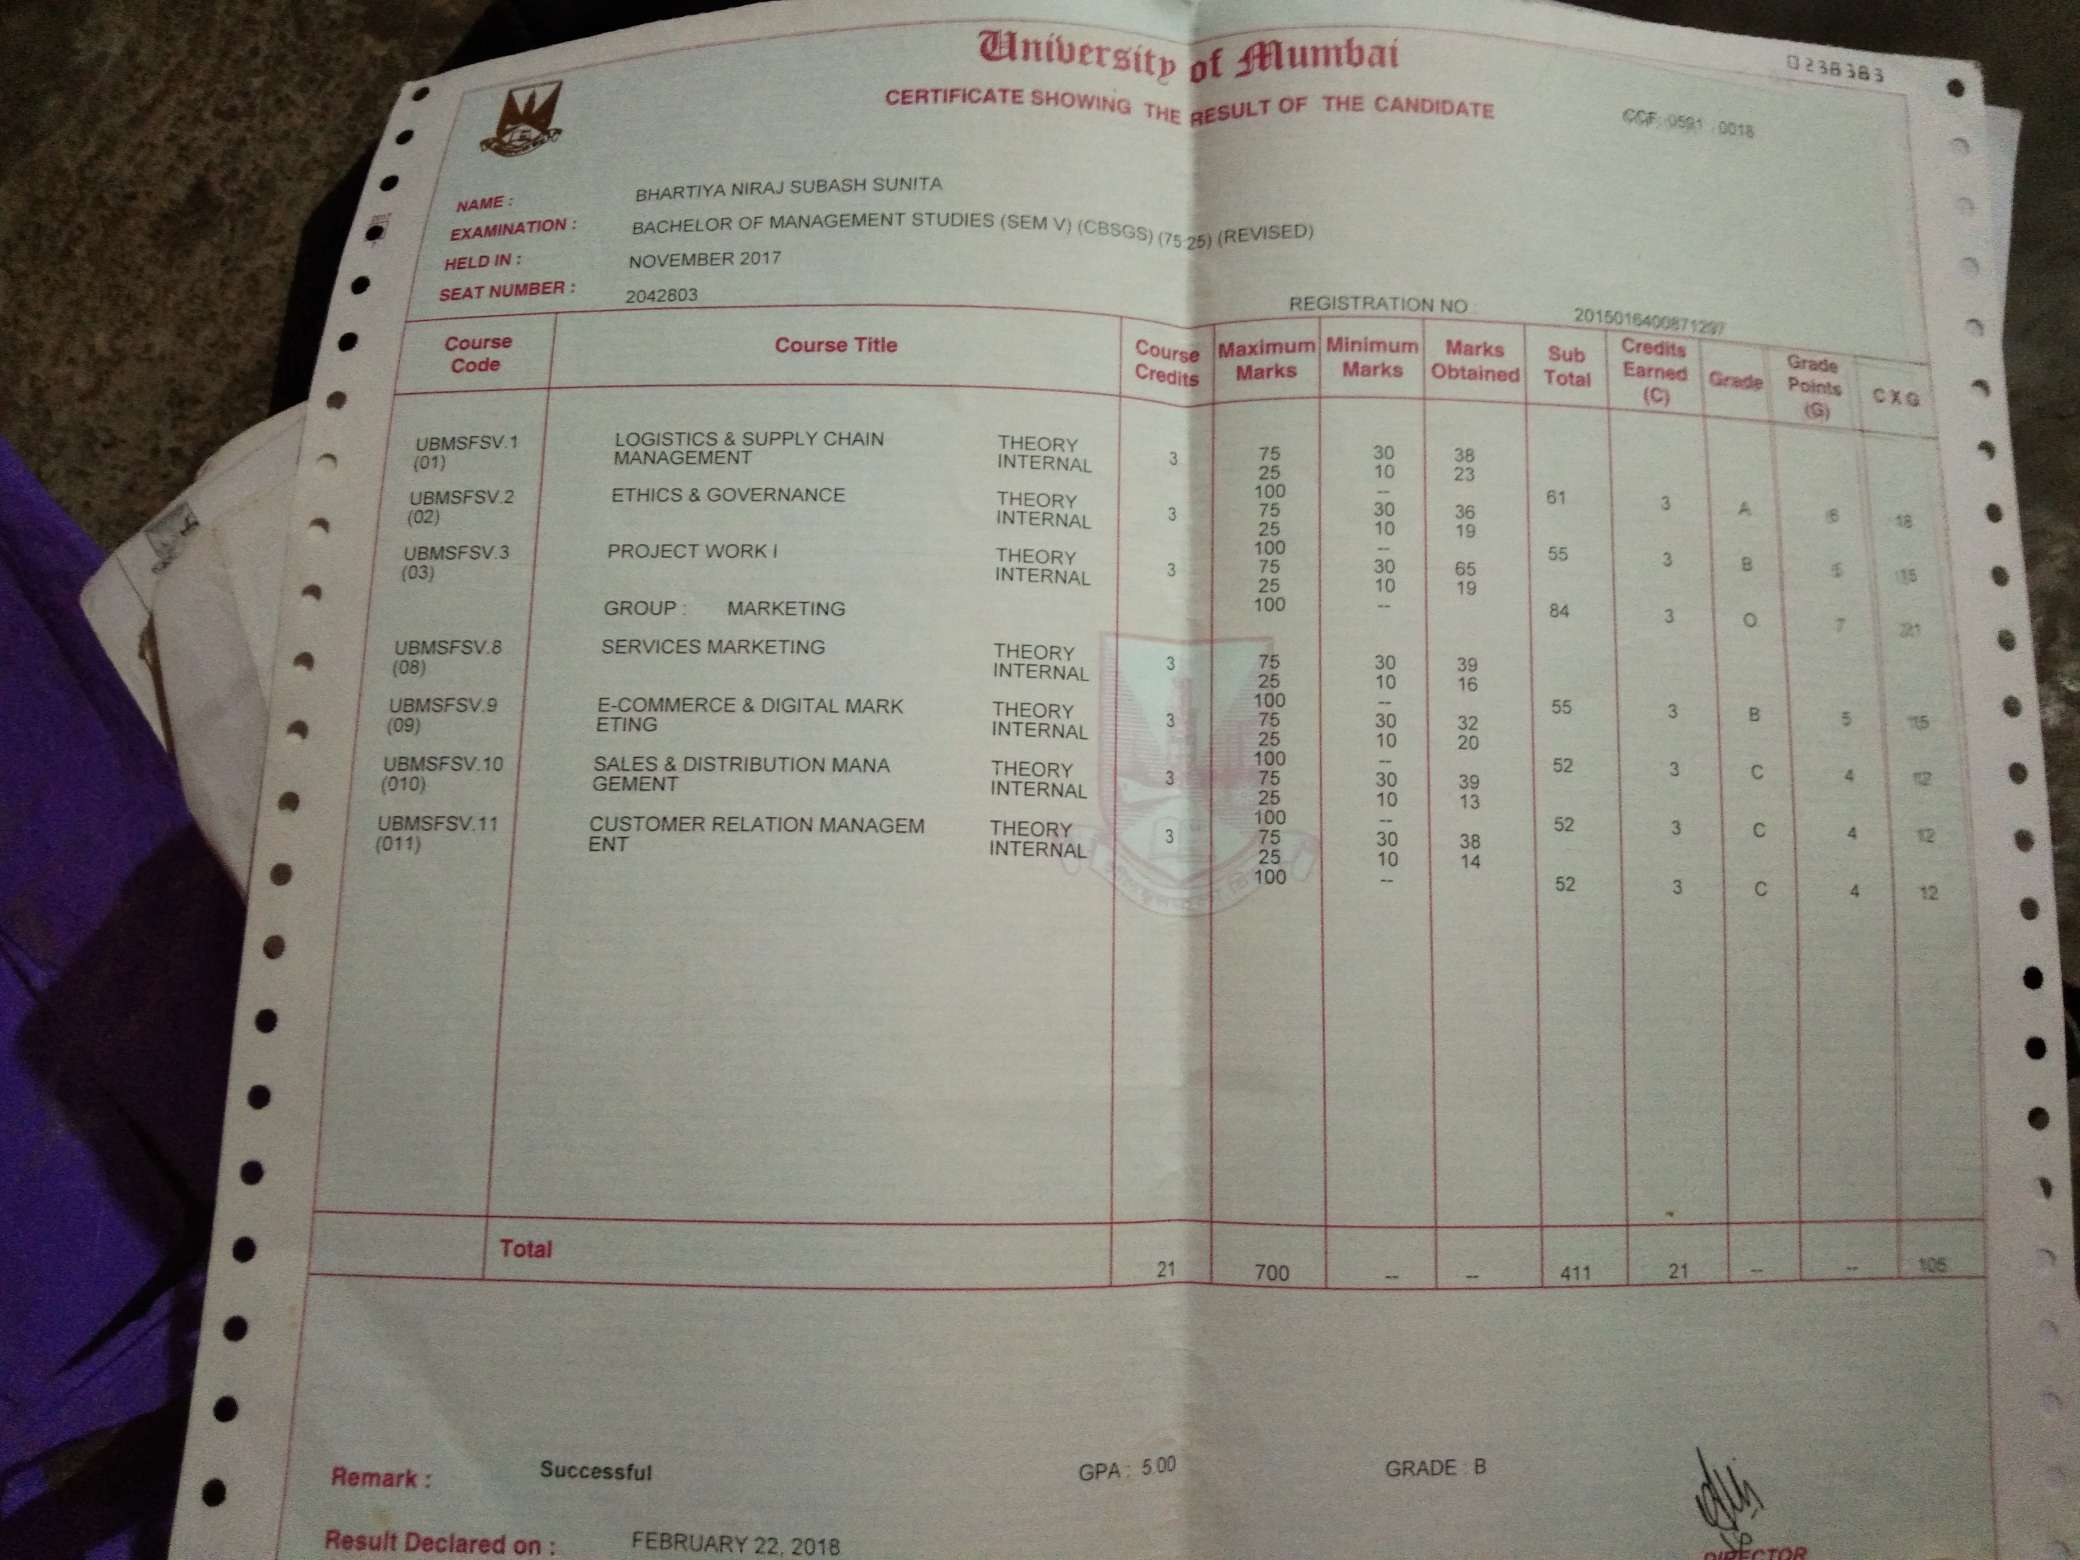 University of Mumbai
0238383
CERTIFICATE SHOWING THE RESULT OF THE CANDIDATE
CCF: 0591 : 0018
NAME : BHARTIYA NIRAJ SUBASH SUNITA
EXAMINATION : BACHELOR OF MANAGEMENT STUDIES (SEM V) (CBSGS) (75:25) (REVISED)
HELD IN : NOVEMBER 2017
SEAT NUMBER : 2042803
REGISTRATION NO : 2015016400871297
Course Code Course Title Course Credits Maximum Marks Minimum Marks Marks Obtained Sub Total Credits Earned (C) Grade Grade Points (G) C X G
UBMSFSV.1 LOGISTICS & SUPPLY CHAIN THEORY 3 75 30 38
(01) MANAGEMENT INTERNAL 25 10 23
100 -- 61 3 A 6 18
UBMSFSV.2 ETHICS & GOVERNANCE THEORY 3 75 30 36
(02) INTERNAL 25 10 19
100 -- 55 3 B 5 15
UBMSFSV.3 PROJECT WORK I THEORY 3 75 30 65
(03) INTERNAL 25 10 19
100 -- 84 3 O 7 21
GROUP : MARKETING
UBMSFSV.8 SERVICES MARKETING THEORY 3 75 30 39
(08) INTERNAL 25 10 16
100 -- 55 3 B 5 15
UBMSFSV.9 E-COMMERCE & DIGITAL MARK THEORY 3 75 30 32
(09) ETING INTERNAL 25 10 20
100 -- 52 3 C 4 12
UBMSFSV.10 SALES & DISTRIBUTION MANA THEORY 3 75 30 39
(010) GEMENT INTERNAL 25 10 13
100 -- 52 3 C 4 12
UBMSFSV.11 CUSTOMER RELATION MANAGEM THEORY 3 75 30 38
(011) ENT INTERNAL 25 10 14
100 -- 52 3 C 4 12
Total 21 700 -- -- 411 21 -- -- 105
Remark : Successful GPA : 5.00 GRADE : B
Result Declared on : FEBRUARY 22, 2018
DIRECTOR